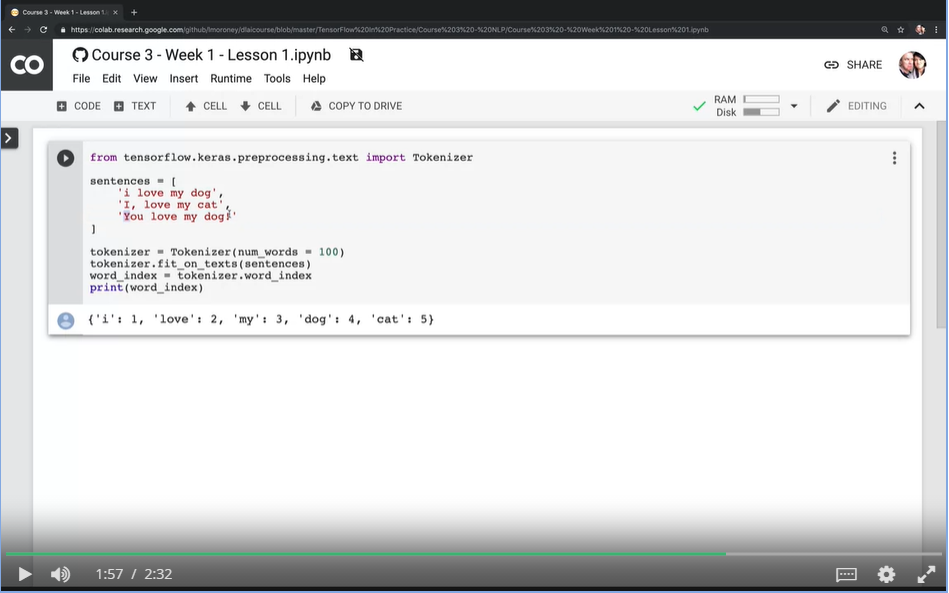 Course 3 - Week 1 - Lesson 1.
https://colab.research.google.com/github/lmoroney/dlaicourse/blob/master/TensorFlow%20In%20Practice/Course%203%20-%20NLP/Course%203%20-%20Week%201%20-%20Lesson%201.ipynb
CO
Course 3 - Week 1 - Lesson 1.ipynb
SHARE
File Edit View Insert Runtime Tools Help
CODE TEXT CELL CELL COPY TO DRIVE
RAM
Disk
EDITING
from tensorflow.keras.preprocessing.text import Tokenizer
sentences = [
'i love my dog',
'I, love my cat',
'You love my dog!'
]
tokenizer = Tokenizer(num_words = 100)
tokenizer.fit_on_texts(sentences)
word_index = tokenizer.word_index
print(word_index)
{'i': 1, 'love': 2, 'my': 3, 'dog': 4, 'cat': 5}
1:57 / 2:32